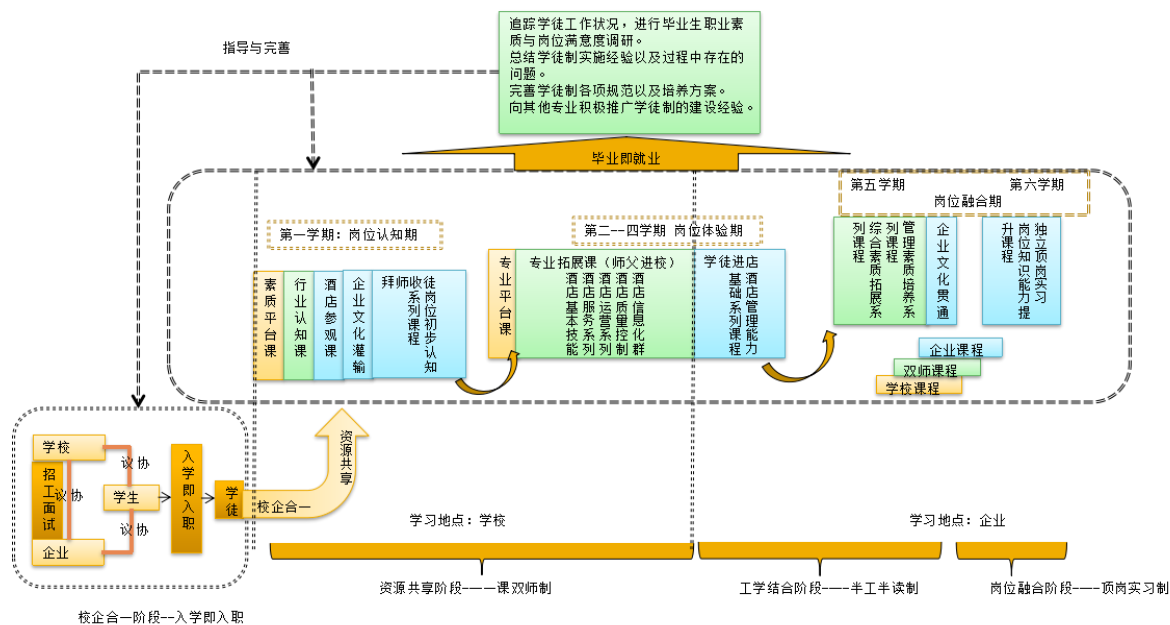 追踪学徒工作状况，进行毕业生职业素
质与岗位满意度调研。
总结学徒制实施经验以及过程中存在的
问题。
完善学徒制各项规范以及培养方案。
向其他专业积极推广学徒制的建设经验。
指导与完善
毕业即就业
第五学期
第六学期
岗位融合期
第一学期：岗位认知期
第二--四学期 岗位体验期
素质平台课
行业认知课
酒店参观课
企业文化灌输
拜师收徒
系列课程
岗位初步认知
专业平台课
专业拓展课（师父进校）
酒店基本技能
酒店服务系列
酒店运营系列
酒店质量控制
酒店信息化群
学徒进店
基础系列课程
酒店管理能力
综合素质拓展系
列课程
管理素质培养系
列课程
企业文化贯通
独立顶岗实习
岗位知识能力提
升课程
企业课程
双师课程
学校课程
学校
招工面试
议协
企业
议协
学生
议协
入学即入职
学徒
校企合一
资源共享
学习地点：学校
学习地点：企业
资源共享阶段----一课双师制
工学结合阶段----半工半读制
岗位融合阶段----顶岗实习制
校企合一阶段--入学即入职